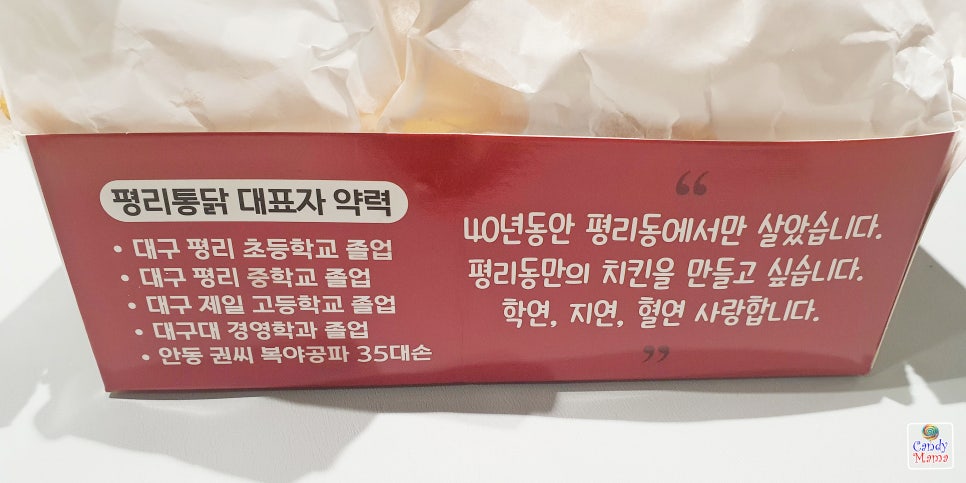 평리통닭 대표자 약력
• 대구 평리 초등학교 졸업
• 대구 평리 중학교 졸업
• 대구 제일 고등학교 졸업
• 대구대 경영학과 졸업
• 안동 권씨 복야공파 35대손
“
40년동안 평리동에서만 살았습니다.
평리동만의 치킨을 만들고 싶습니다.
학연, 지연, 혈연 사랑합니다.
”
Candy
Mama